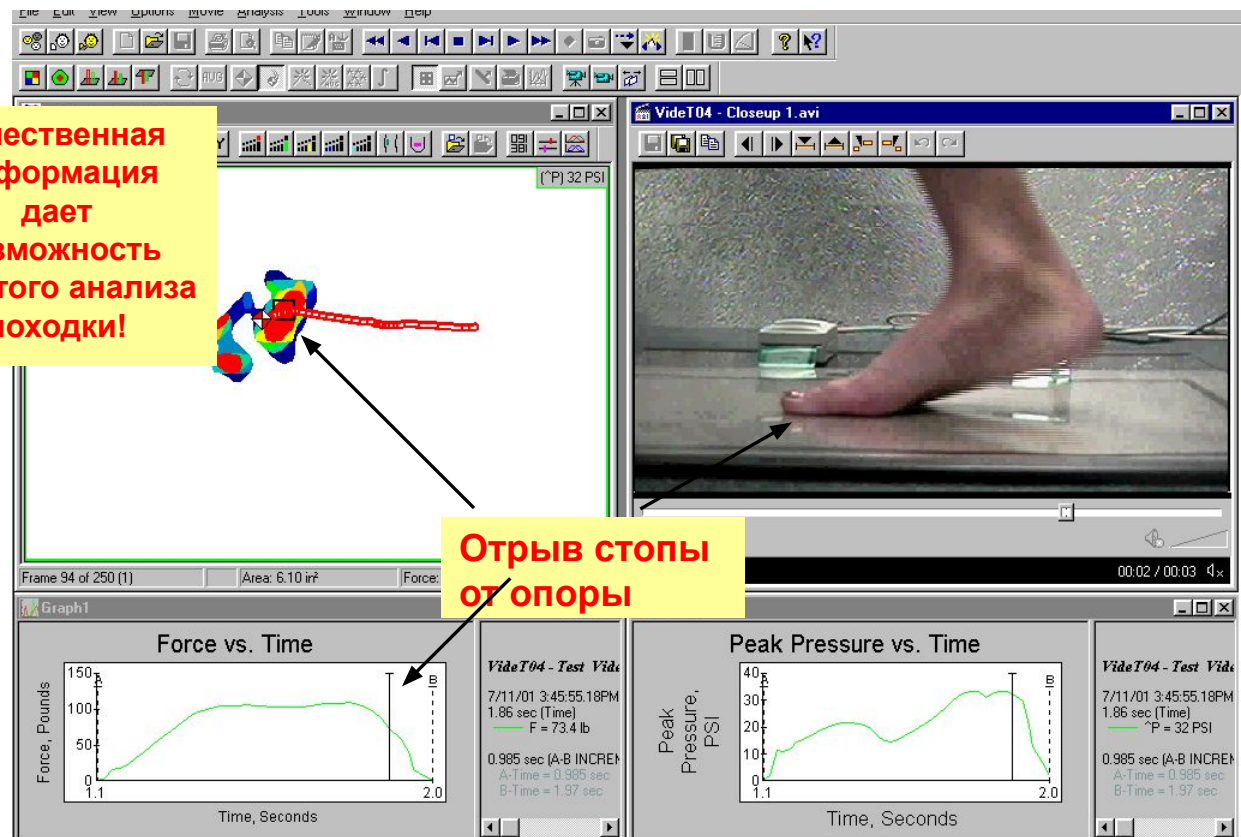 File Edit View Options Movie Analysis Tools Window Help
VideT04 - Closeup 1.avi
(^P) 32 PSI
дает
похοдки!
Отрыв стопы
от опоры
Frame 94 of 250 (1)
Area: 6.10 in²
Force:
00:02 / 00:03
Graph1
Force vs. Time
Force, Pounds
150
100
50
0
A
B
1.1
2.0
Time, Seconds
VideT04 - Test Vide
7/11/01 3:45:55.18PM
1.86 sec (Time)
F = 73.4 lb
0.985 sec (A-B INCREM
A-Time = 0.985 sec
B-Time = 1.97 sec
Peak Pressure vs. Time
Peak
Pressure,
PSI
40
30
20
10
0
A
B
1.1
2.0
Time, Seconds
VideT04 - Test Vide
7/11/01 3:45:55.18PM
1.86 sec (Time)
^P = 32 PSI
0.985 sec (A-B INCREM
A-Time = 0.985 sec
B-Time = 1.97 sec